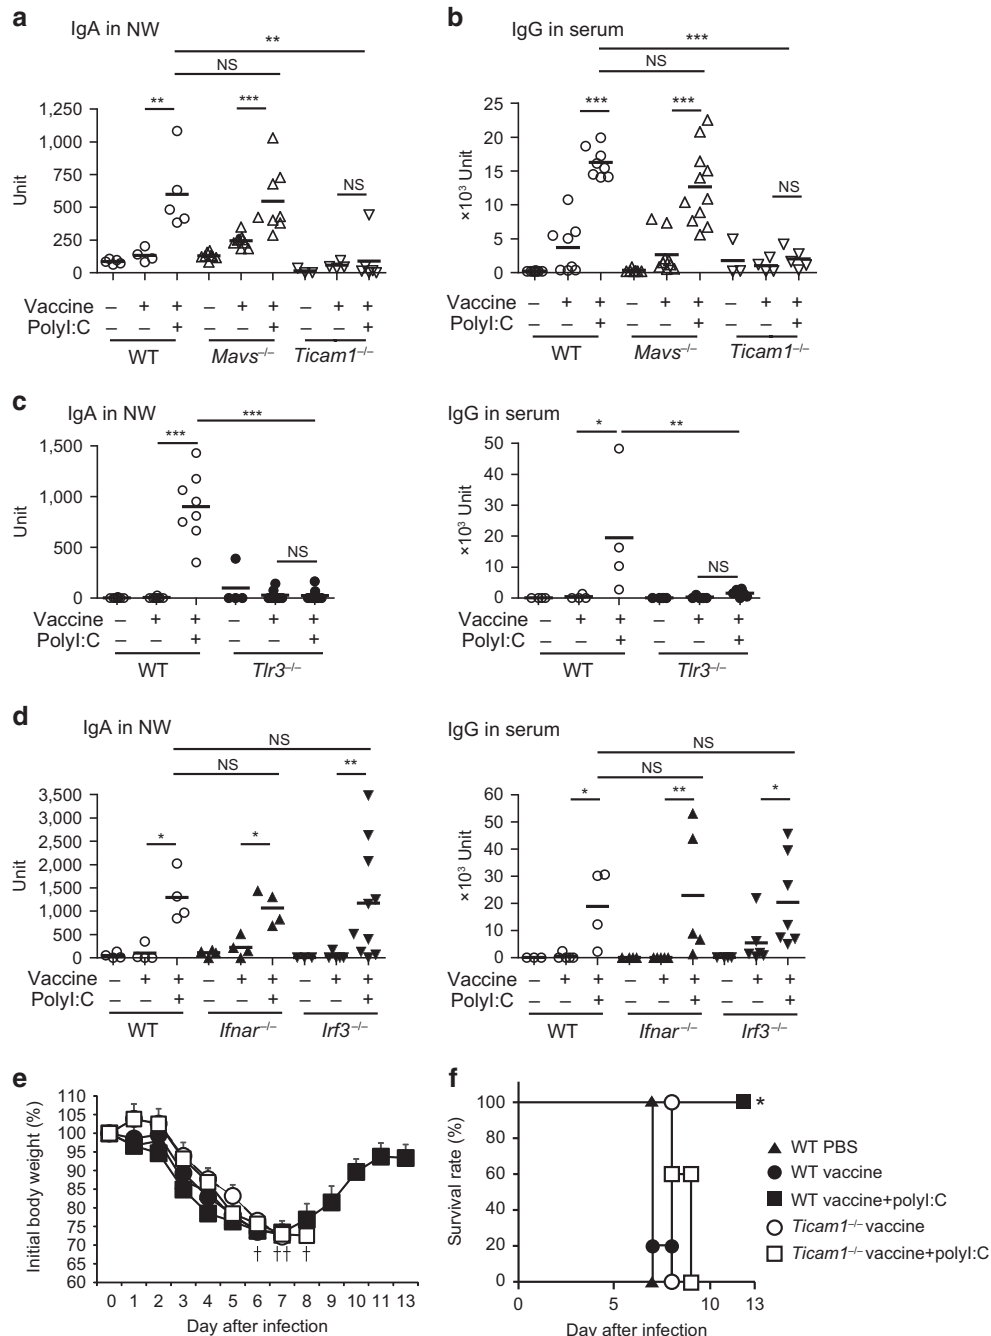 a
IgA in NW
**
NS
** ***
NS
1,250
1,000
750
500
250
0
Unit
Vaccine – + + – + + – + +
PolyI:C – – + – – + – – +
WT Mavs–/– Ticam1–/–
b
IgG in serum
***
NS
*** ***
NS
25
20
15
10
5
0
×10³ Unit
– + + – + + – + +
– – + – – + – – +
WT Mavs–/– Ticam1–/–
c
IgA in NW
***
***
NS
1,500
1,000
500
0
Unit
Vaccine – + + – + +
PolyI:C – – + – – +
WT Tlr3–/–
IgG in serum
* **
NS
50
40
30
20
10
0
×10³ Unit
– + + – + +
– – + – – +
WT Tlr3–/–
d
IgA in NW
NS
NS
**
* *
3,500
3,000
2,500
2,000
1,500
1,000
500
0
Unit
Vaccine – + + – + + – + +
PolyI:C – – + – – + – – +
WT Ifnar–/– Irf3–/–
IgG in serum
NS
NS
* ** *
60
50
40
30
20
10
0
×10³ Unit
– + + – + + – + +
– – + – – + – – +
WT Ifnar–/– Irf3–/–
e
110
105
100
95
90
85
80
75
70
65
60
Initial body weight (%)
† †† †
0 1 2 3 4 5 6 7 8 9 10 11 13
Day after infection
f
100
80
60
40
20
0
Survival rate (%)
*
0 5 10 13
Day after infection
WT PBS
WT vaccine
WT vaccine+polyI:C
Ticam1–/– vaccine
Ticam1–/– vaccine+polyI:C